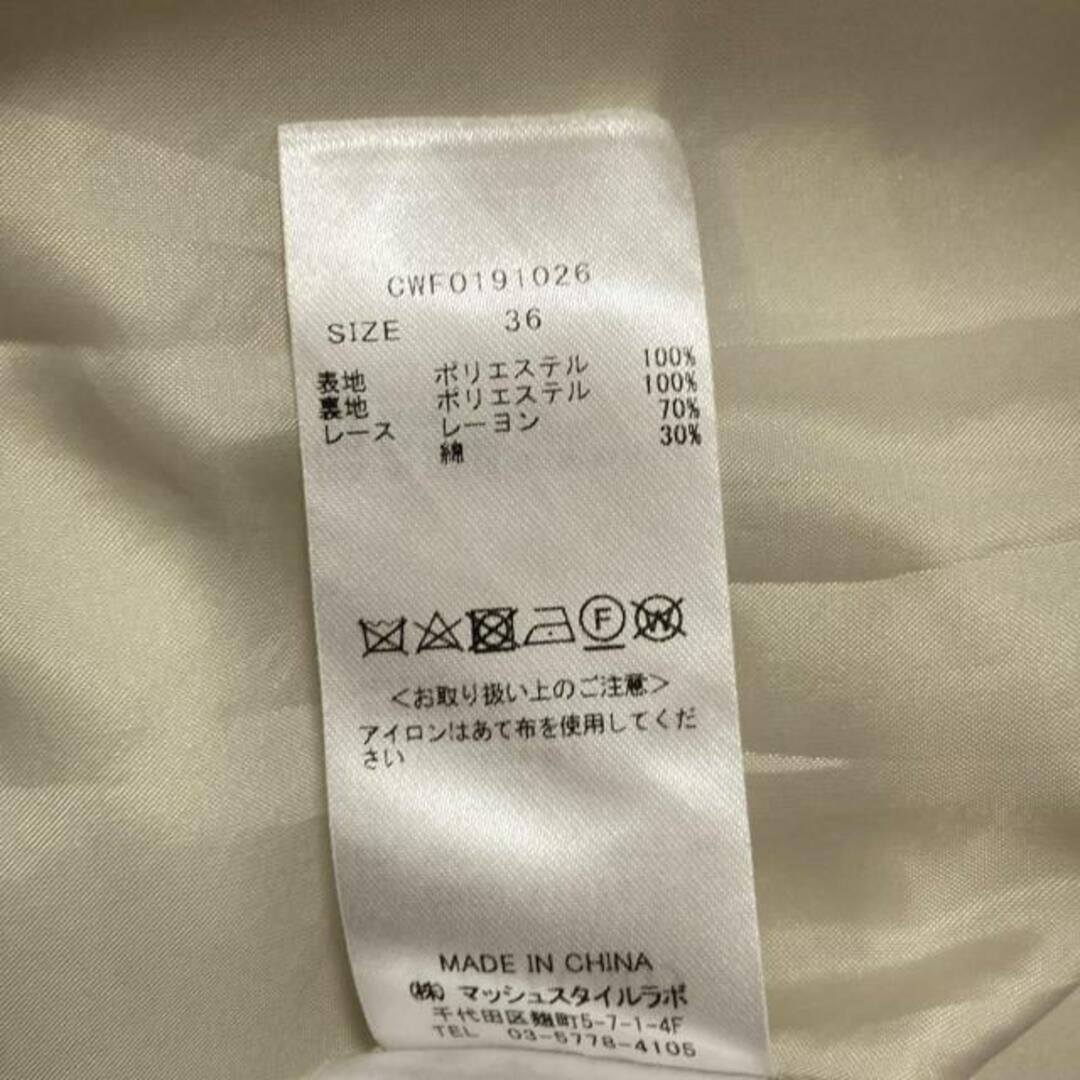 CWF0191026
SIZE 36
表地 ポリエステル 100%
裏地 ポリエステル 100%
レース レーヨン 70%
綿 30%
F W
<お取り扱い上のご注意>
アイロンはあて布を使用してくだ
さい
MADE IN CHINA
(株) マッシュスタイルラボ
千代田区麹町5-7-1-4F
TEL 03-5778-4105